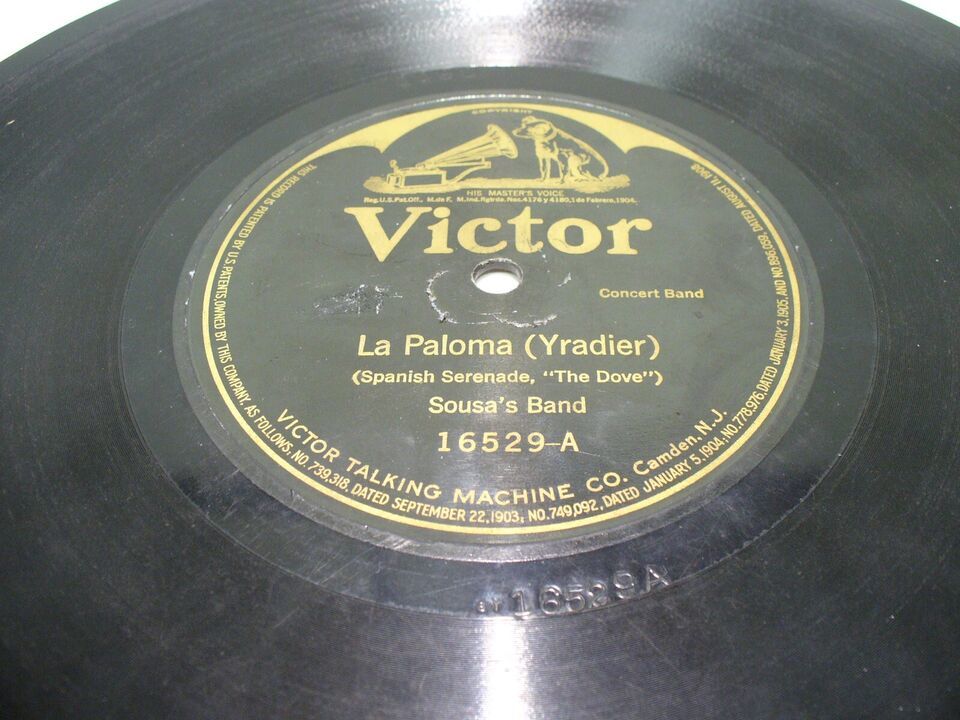 COPYRIGHT
HIS MASTER'S VOICE
Reg.U.S.Pat.Off., M.de F. M.Ind.Rgtrda.Nos.4176 y 4180,1 de Febrero,1904.
Victor
Concert Band
La Paloma (Yradier)
(Spanish Serenade, “The Dove”)
Sousa's Band
16529-A
VICTOR TALKING MACHINE CO. Camden, N.J.
THIS RECORD IS PATENTED BY U.S. PATENTS, OWNED BY THIS COMPANY, AS FOLLOWS, NO. 739,318, DATED SEPTEMBER 22, 1903; NO. 749,092, DATED JANUARY 5, 1904; NO. 778,976, DATED JANUARY 3, 1905, AND NO. 896,059, DATED AUGUST 11, 1908
16529A